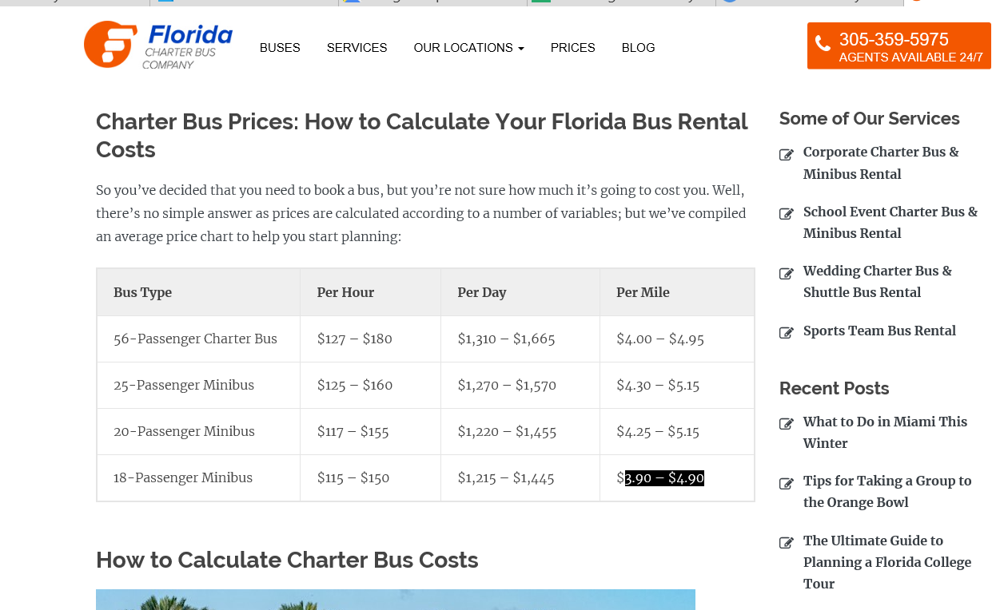 Florida
CHARTER BUS
COMPANY
BUSES SERVICES OUR LOCATIONS PRICES BLOG
305-359-5975
AGENTS AVAILABLE 24/7
Charter Bus Prices: How to Calculate Your Florida Bus Rental
Costs
So you’ve decided that you need to book a bus, but you’re not sure how much it’s going to cost you. Well,
there’s no simple answer as prices are calculated according to a number of variables; but we’ve compiled
an average price chart to help you start planning:
Bus Type Per Hour Per Day Per Mile
56-Passenger Charter Bus $127 – $180 $1,310 – $1,665 $4.00 – $4.95
25-Passenger Minibus $125 – $160 $1,270 – $1,570 $4.30 – $5.15
20-Passenger Minibus $117 – $155 $1,220 – $1,455 $4.25 – $5.15
18-Passenger Minibus $115 – $150 $1,215 – $1,445 $3.90 – $4.90
How to Calculate Charter Bus Costs
Some of Our Services
Corporate Charter Bus &
Minibus Rental
School Event Charter Bus &
Minibus Rental
Wedding Charter Bus &
Shuttle Bus Rental
Sports Team Bus Rental
Recent Posts
What to Do in Miami This
Winter
Tips for Taking a Group to
the Orange Bowl
The Ultimate Guide to
Planning a Florida College
Tour